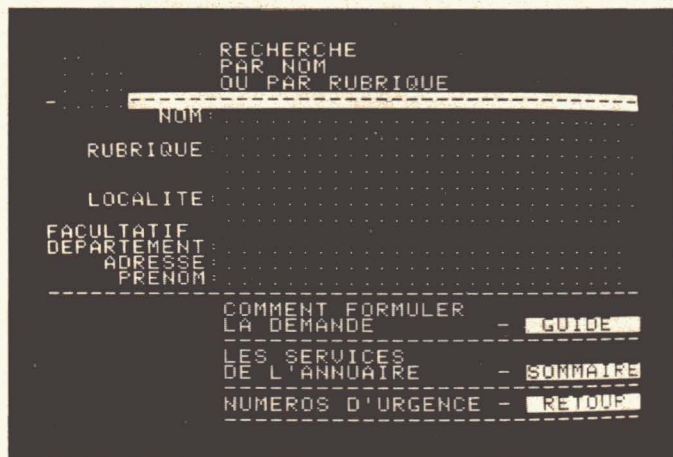 RECHERCHE
PAR NOM
OU PAR RUBRIQUE
NOM:
RUBRIQUE:
LOCALITE:
FACULTATIF
DEPARTEMENT:
ADRESSE:
PRENOM:
COMMENT FORMULER
LA DEMANDE - GUIDE
LES SERVICES
DE L'ANNUAIRE - SOMMAIRE
NUMEROS D'URGENCE - RETOUR